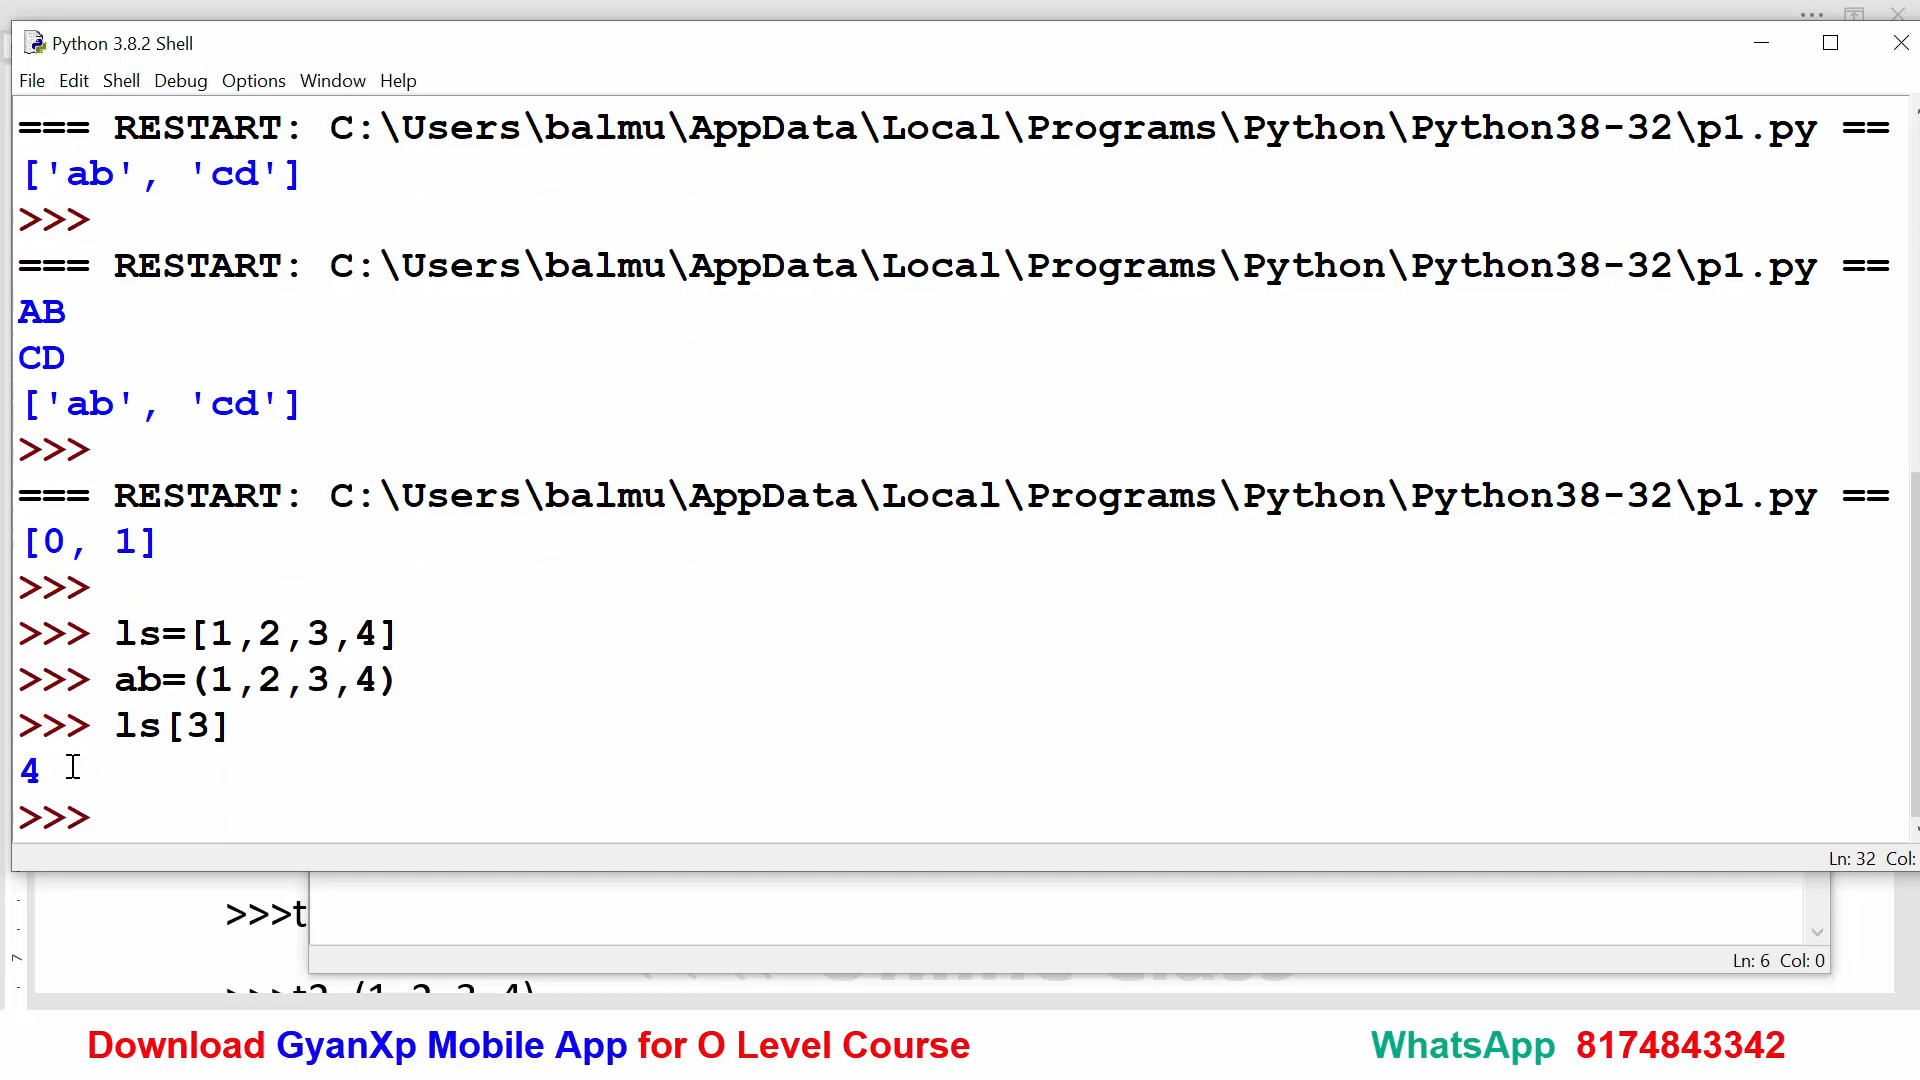 Python 3.8.2 Shell
File Edit Shell Debug Options Window Help
=== RESTART: C:\Users\balmu\AppData\Local\Programs\Python\Python38-32\p1.py ==
['ab', 'cd']
>>>
=== RESTART: C:\Users\balmu\AppData\Local\Programs\Python\Python38-32\p1.py ==
AB
CD
['ab', 'cd']
>>>
=== RESTART: C:\Users\balmu\AppData\Local\Programs\Python\Python38-32\p1.py ==
[0, 1]
>>>
>>> ls=[1,2,3,4]
>>> ab=(1,2,3,4)
>>> ls[3]
4
>>>
Ln: 32 Col:
>>>t
Ln: 6 Col: 0
7
Download GyanXp Mobile App for O Level Course
WhatsApp 8174843342